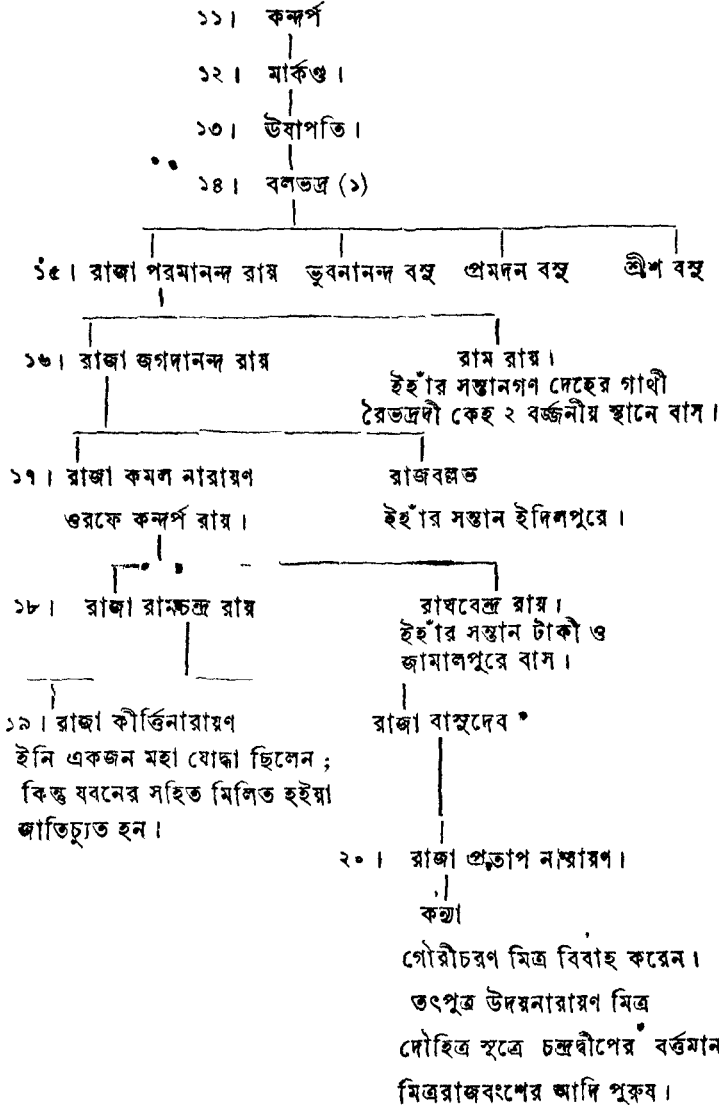 ১১। কন্দর্প
১২। মার্কণ্ড।
১৩। ঊষাপতি।
১৪। বলভদ্র (১)
১৫। রাজা পরমানন্দ রায় ভুবনানন্দ বসু প্রমদন বসু শ্রীশ বসু
১৬। রাজা জগদানন্দ রায় রাম রায়।
ইহাঁর সন্তানগণ দেহের গাথী
রৈভদ্রদী কেহ ২ বর্জ্জনীয় স্থানে বাস।
১৭। রাজা কমল নারায়ণ রাজবল্লভ
ওরফে কন্দর্প রায়। ইহাঁর সন্তান ইদিলপুরে।
১৮। রাজা রামচন্দ্র রায় রাঘবেন্দ্র রায়।
ইহাঁর সন্তান টাকী ও
জামালপুরে বাস।
১৯। রাজা কীর্ত্তিনারায়ণ রাজা বাসুদেব
ইনি একজন মহা যোদ্ধা ছিলেন;
কিন্তু যবনের সহিত মিলিত হইয়া
জাতিচ্যুত হন।
২০। রাজা প্রতাপ নারায়ণ।
কন্যা
গৌরীচরণ মিত্র বিবাহ করেন।
তৎপুত্র উদয়নারায়ণ মিত্র
দৌহিত্র সূত্রে চন্দ্রদ্বীপের বর্ত্তমান
মিত্ররাজবংশের আদি পুরুষ।